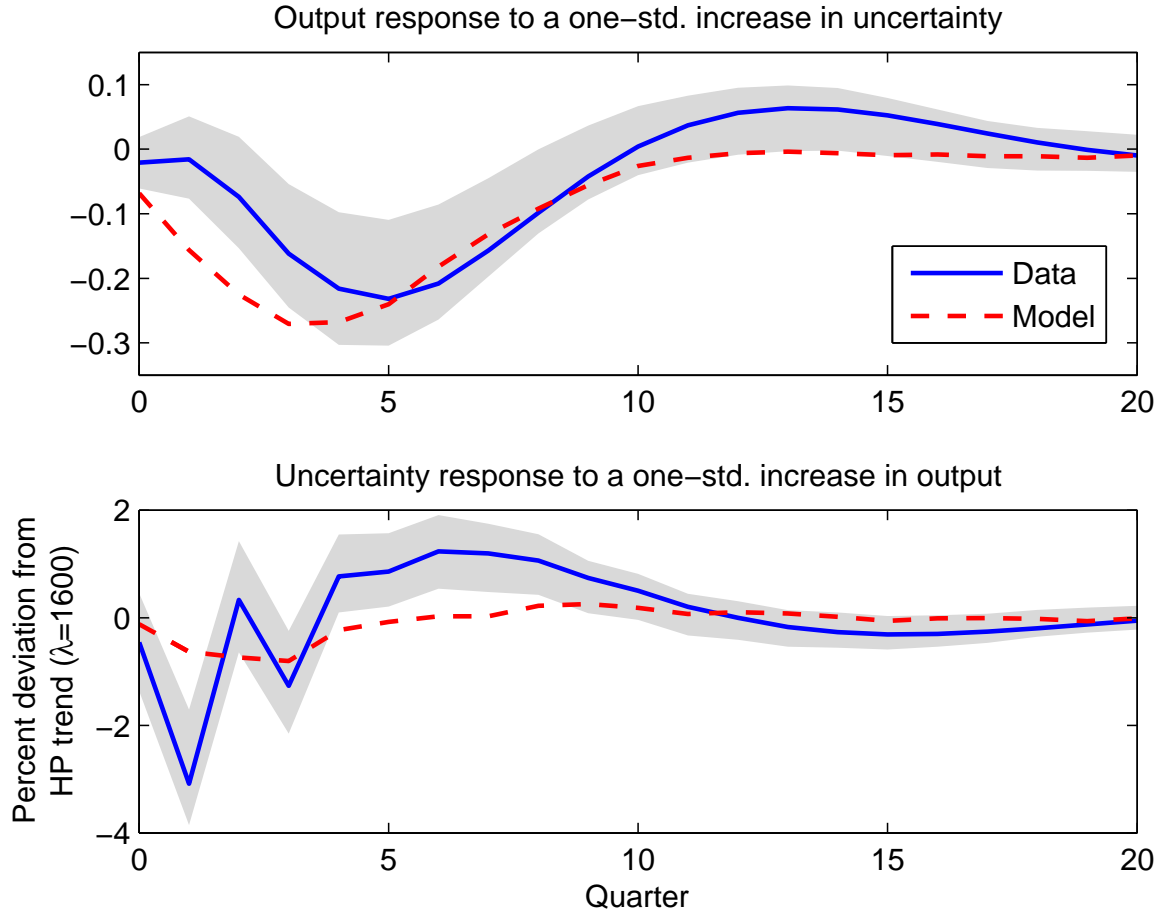 Output response to a one−std. increase in uncertainty
0.1
0
−0.1
−0.2
−0.3
Data
Model
0 5 10 15 20
Uncertainty response to a one−std. increase in output
Percent deviation from
HP trend (λ=1600)
2
0
−2
−4
0 5 10 15 20
Quarter